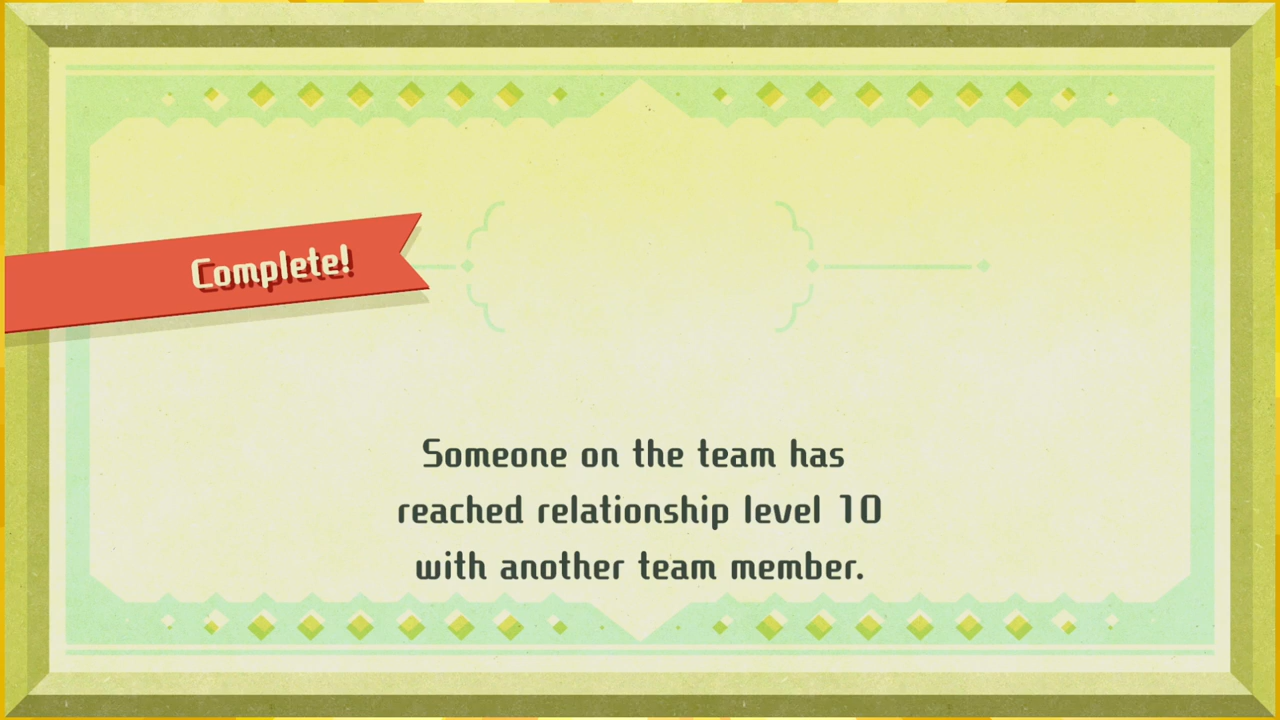 Complete!
Someone on the team has
reached relationship level 10
with another team member.